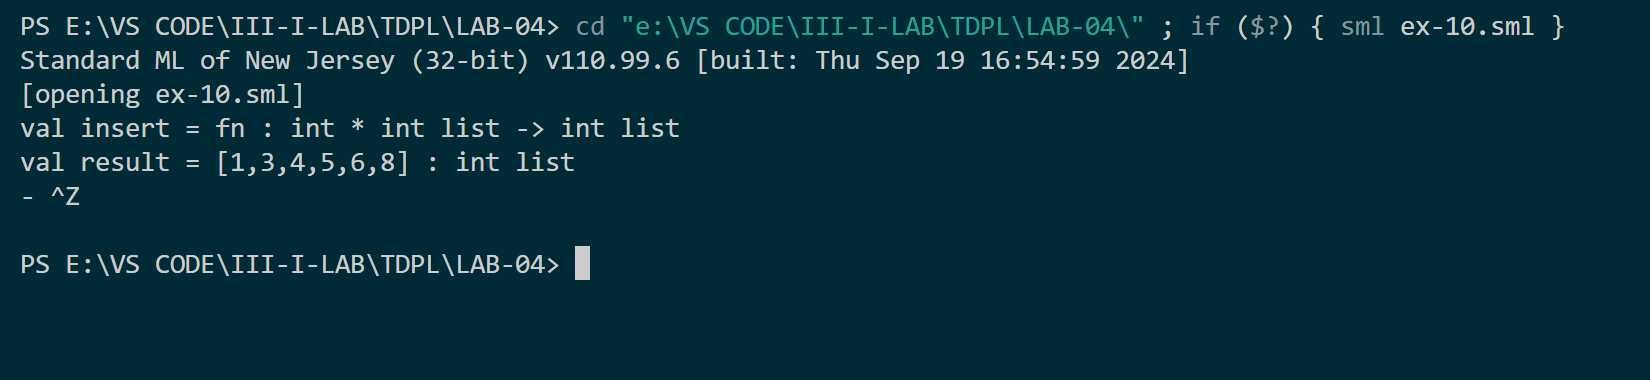 PS E:\VS CODE\III-I-LAB\TDPL\LAB-04> cd "e:\VS CODE\III-I-LAB\TDPL\LAB-04\" ; if ($?) { sml ex-10.sml }
Standard ML of New Jersey (32-bit) v110.99.6 [built: Thu Sep 19 16:54:59 2024]
[opening ex-10.sml]
val insert = fn : int * int list -> int list
val result = [1,3,4,5,6,8] : int list
- ^Z
PS E:\VS CODE\III-I-LAB\TDPL\LAB-04>